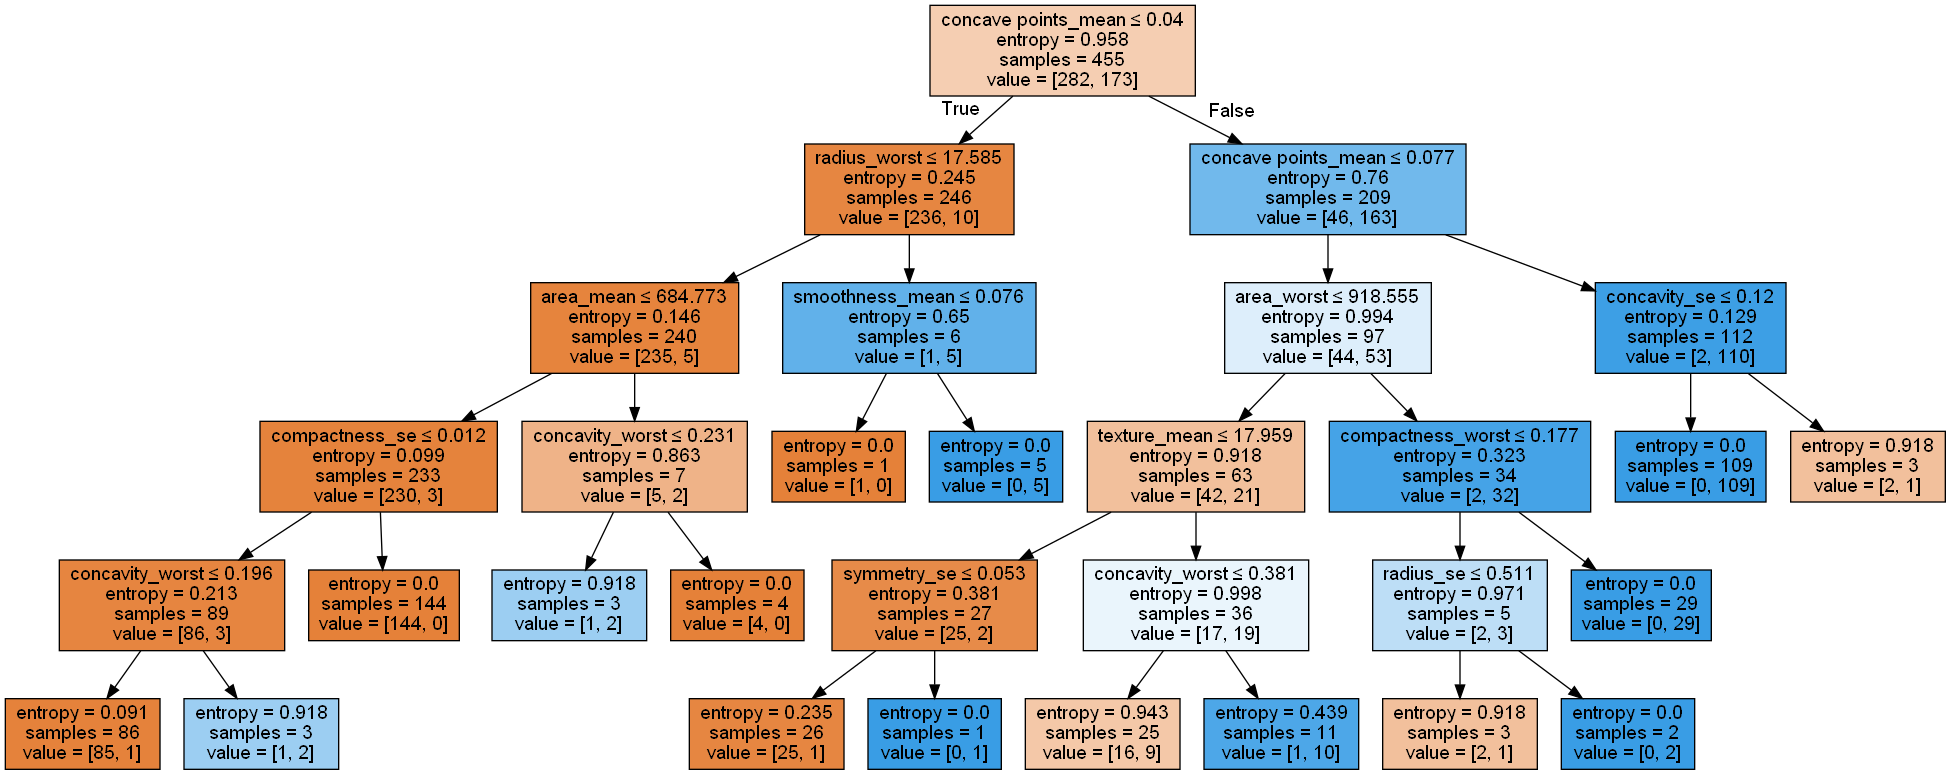 concave points_mean ≤ 0.04
entropy = 0.958
samples = 455
value = [282, 173]
True
False
radius_worst ≤ 17.585
entropy = 0.245
samples = 246
value = [236, 10]
concave points_mean ≤ 0.077
entropy = 0.76
samples = 209
value = [46, 163]
area_mean ≤ 684.773
entropy = 0.146
samples = 240
value = [235, 5]
smoothness_mean ≤ 0.076
entropy = 0.65
samples = 6
value = [1, 5]
area_worst ≤ 918.555
entropy = 0.994
samples = 97
value = [44, 53]
concavity_se ≤ 0.12
entropy = 0.129
samples = 112
value = [2, 110]
compactness_se ≤ 0.012
entropy = 0.099
samples = 233
value = [230, 3]
concavity_worst ≤ 0.231
entropy = 0.863
samples = 7
value = [5, 2]
entropy = 0.0
samples = 1
value = [1, 0]
entropy = 0.0
samples = 5
value = [0, 5]
texture_mean ≤ 17.959
entropy = 0.918
samples = 63
value = [42, 21]
compactness_worst ≤ 0.177
entropy = 0.323
samples = 34
value = [2, 32]
entropy = 0.0
samples = 109
value = [0, 109]
entropy = 0.918
samples = 3
value = [2, 1]
concavity_worst ≤ 0.196
entropy = 0.213
samples = 89
value = [86, 3]
entropy = 0.0
samples = 144
value = [144, 0]
entropy = 0.918
samples = 3
value = [1, 2]
entropy = 0.0
samples = 4
value = [4, 0]
symmetry_se ≤ 0.053
entropy = 0.381
samples = 27
value = [25, 2]
concavity_worst ≤ 0.381
entropy = 0.998
samples = 36
value = [17, 19]
radius_se ≤ 0.511
entropy = 0.971
samples = 5
value = [2, 3]
entropy = 0.0
samples = 29
value = [0, 29]
entropy = 0.091
samples = 86
value = [85, 1]
entropy = 0.918
samples = 3
value = [1, 2]
entropy = 0.235
samples = 26
value = [25, 1]
entropy = 0.0
samples = 1
value = [0, 1]
entropy = 0.943
samples = 25
value = [16, 9]
entropy = 0.439
samples = 11
value = [1, 10]
entropy = 0.918
samples = 3
value = [2, 1]
entropy = 0.0
samples = 2
value = [0, 2]